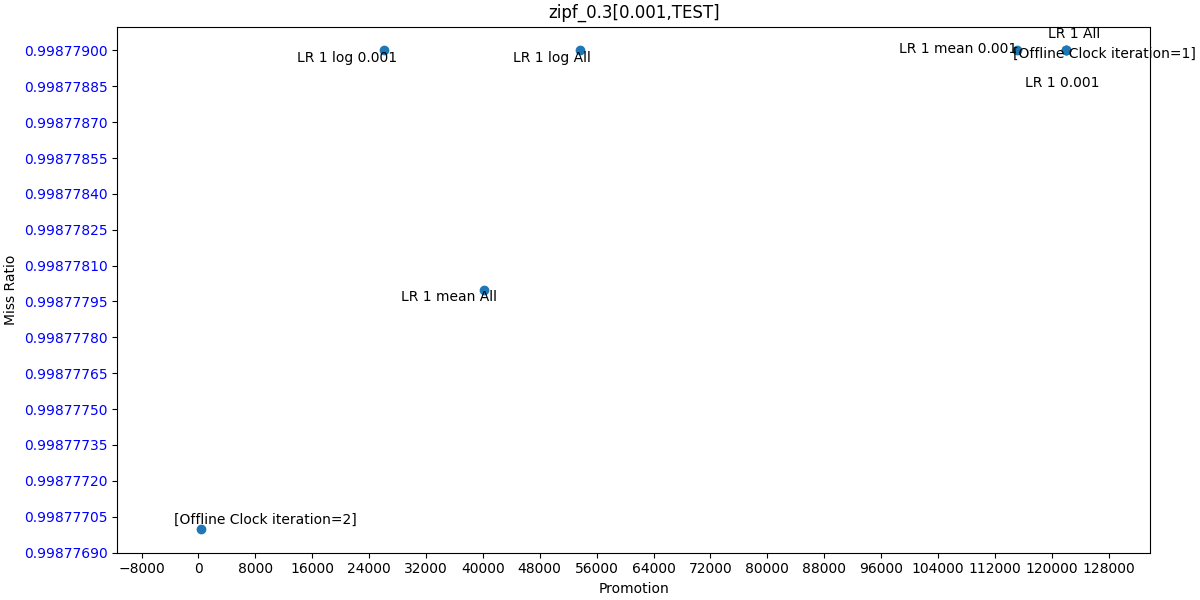 zipf_0.3[0.001,TEST]
Miss Ratio
0.99877900
0.99877885
0.99877870
0.99877855
0.99877840
0.99877825
0.99877810
0.99877795
0.99877780
0.99877765
0.99877750
0.99877735
0.99877720
0.99877705
0.99877690
LR 1 log 0.001
LR 1 log All
LR 1 mean 0.001
LR 1 All
[Offline Clock iteration=1]
LR 1 0.001
LR 1 mean All
[Offline Clock iteration=2]
−8000 0 8000 16000 24000 32000 40000 48000 56000 64000 72000 80000 88000 96000 104000 112000 120000 128000
Promotion